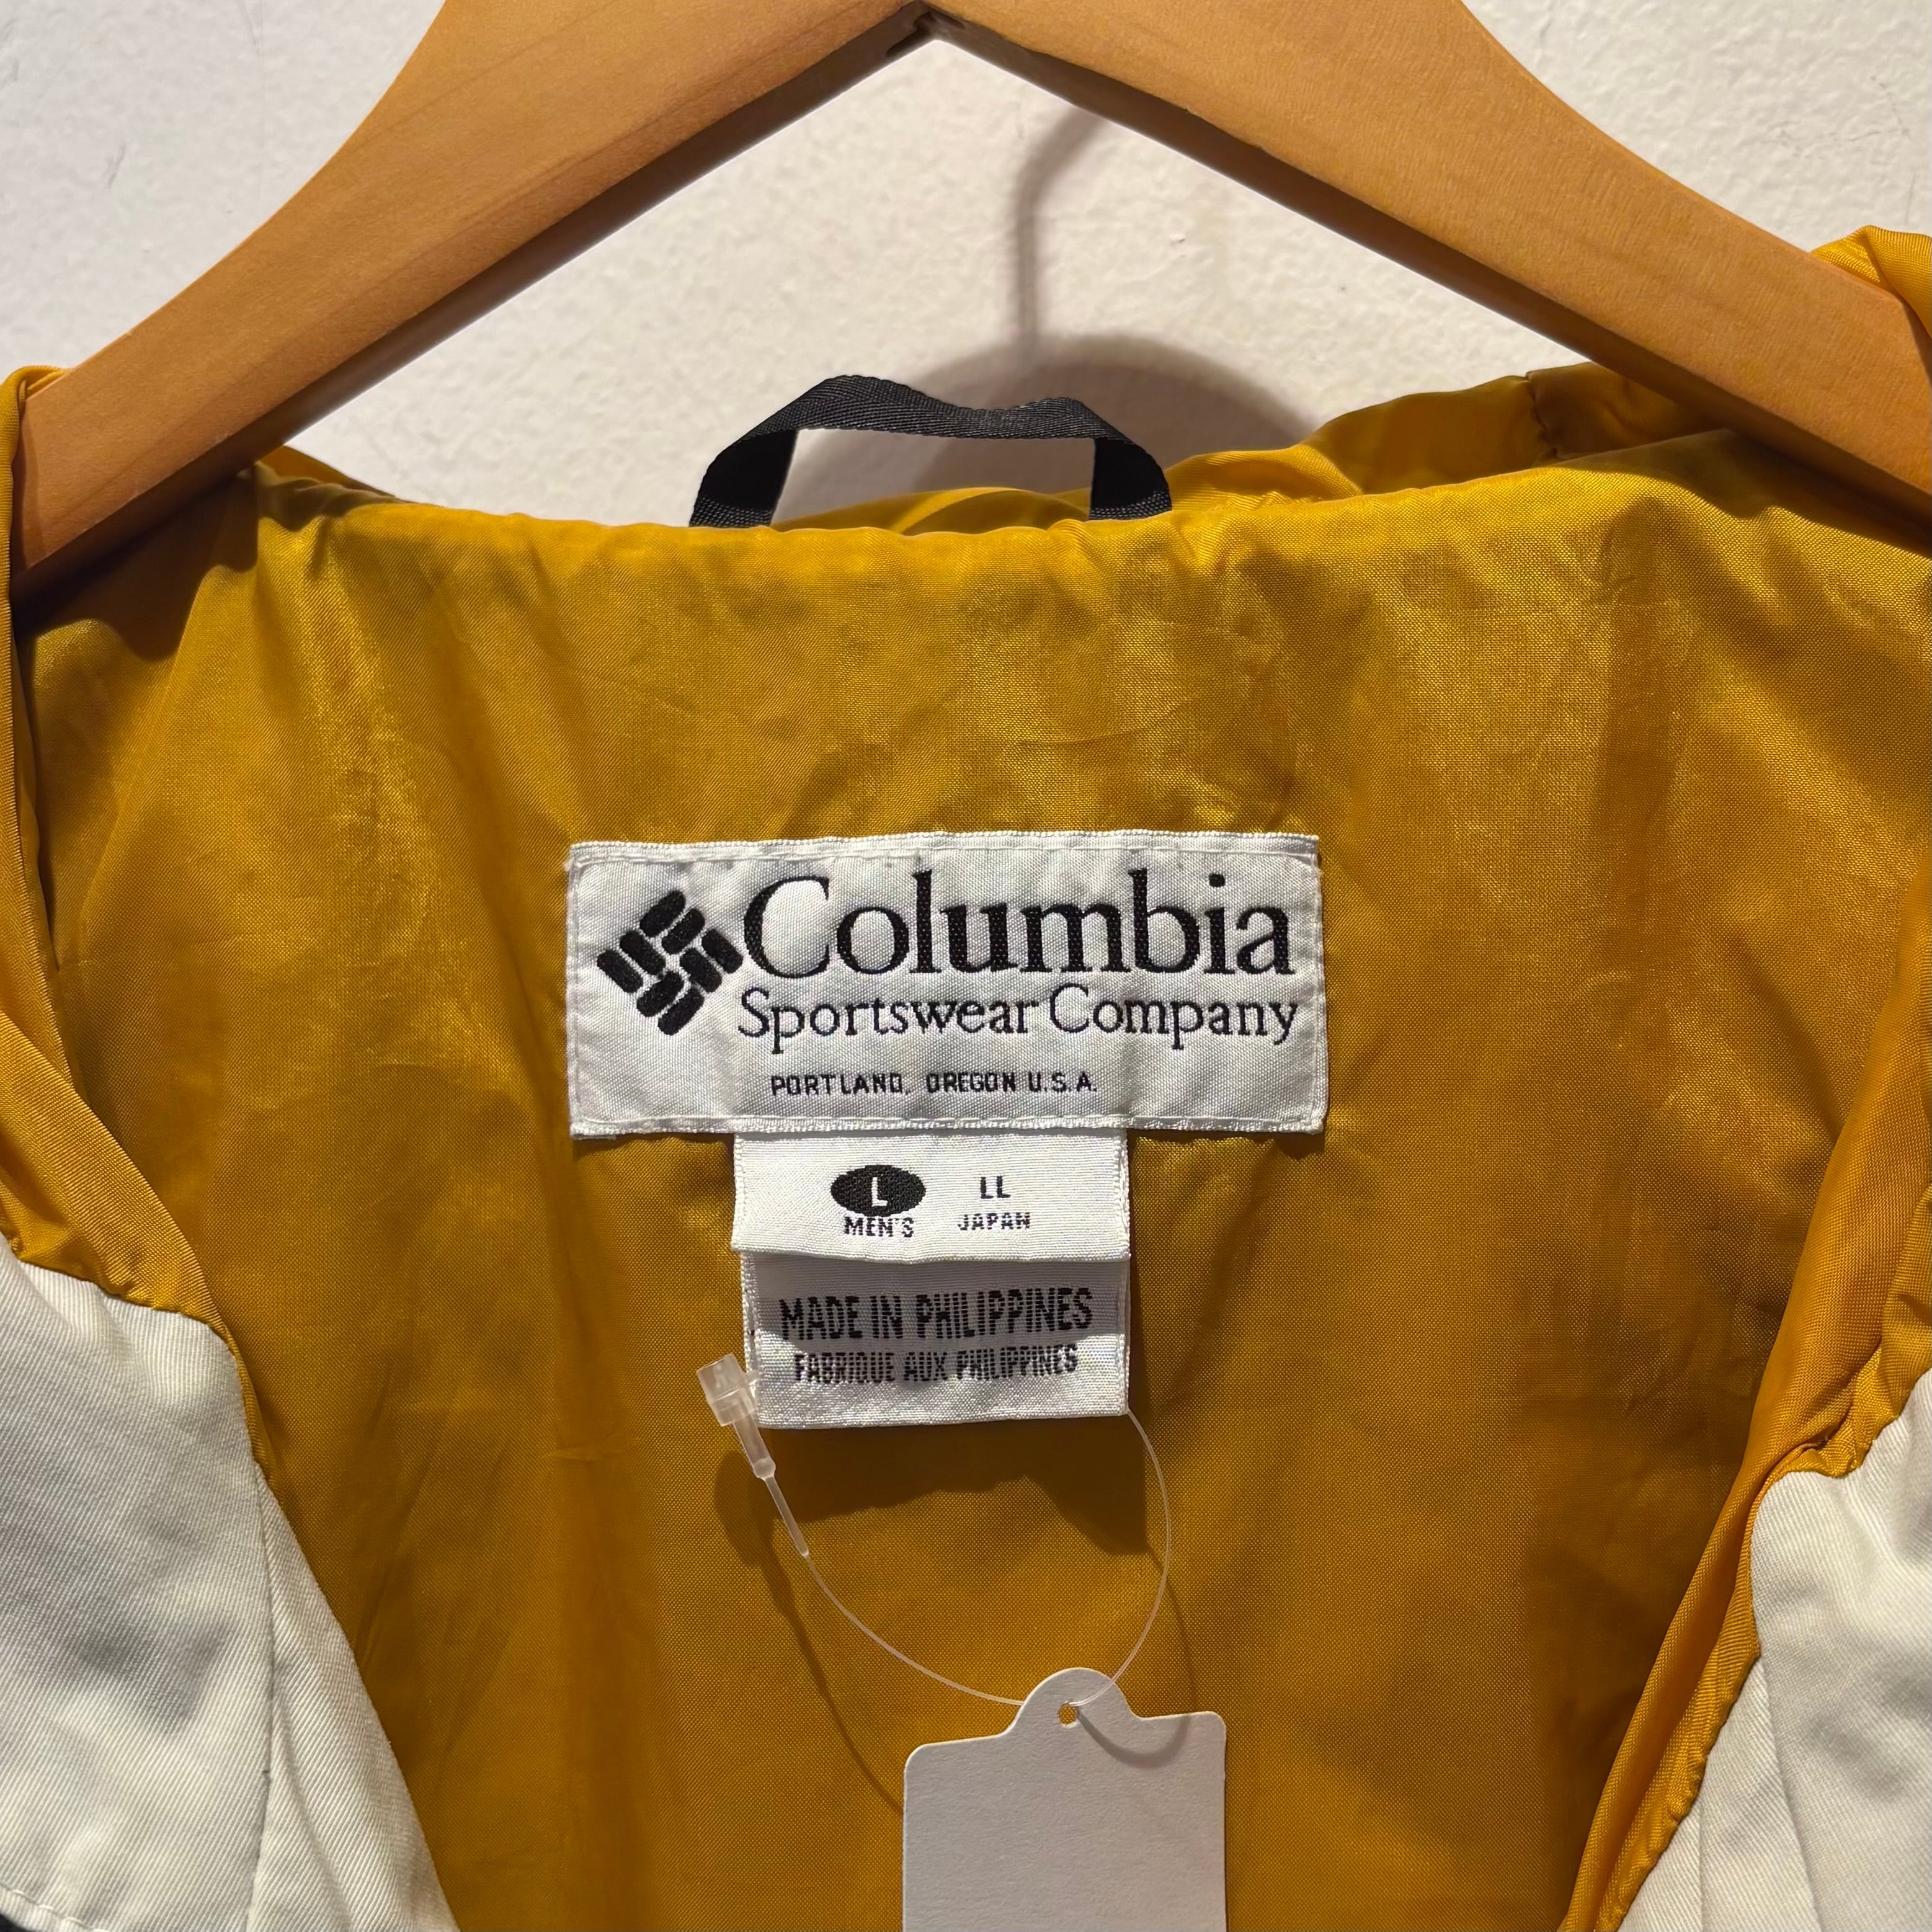 Columbia
Sportswear Company
PORTLAND, OREGON U.S.A.
L LL
MEN'S JAPAN
MADE IN PHILIPPINES
FABRIQUE AUX PHILIPPINES